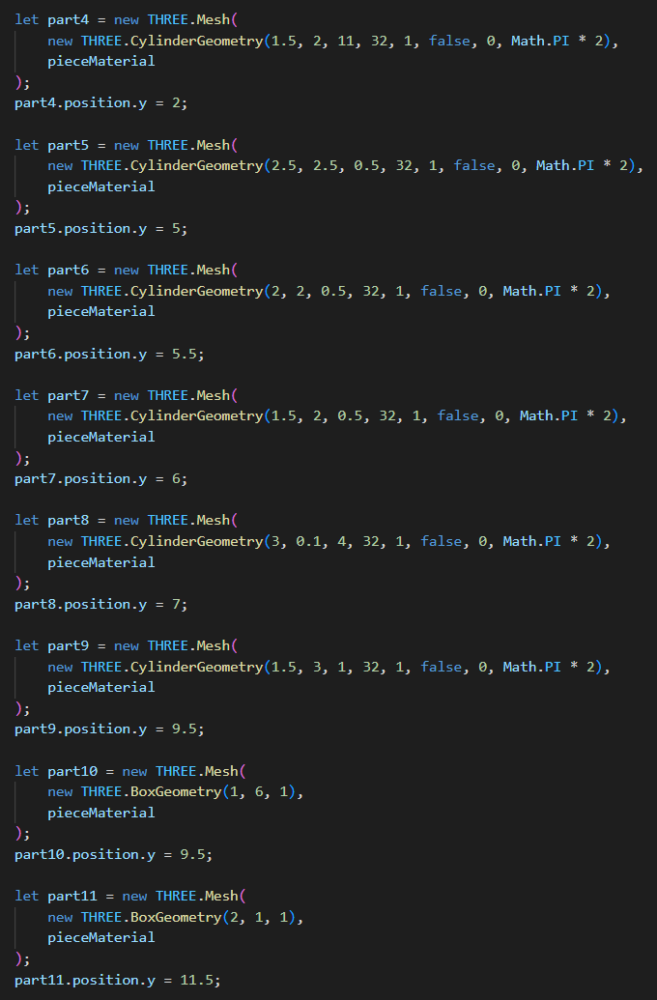 let part4 = new THREE.Mesh(
    new THREE.CylinderGeometry(1.5, 2, 11, 32, 1, false, 0, Math.PI * 2),
    pieceMaterial
);
part4.position.y = 2;

let part5 = new THREE.Mesh(
    new THREE.CylinderGeometry(2.5, 2.5, 0.5, 32, 1, false, 0, Math.PI * 2),
    pieceMaterial
);
part5.position.y = 5;

let part6 = new THREE.Mesh(
    new THREE.CylinderGeometry(2, 2, 0.5, 32, 1, false, 0, Math.PI * 2),
    pieceMaterial
);
part6.position.y = 5.5;

let part7 = new THREE.Mesh(
    new THREE.CylinderGeometry(1.5, 2, 0.5, 32, 1, false, 0, Math.PI * 2),
    pieceMaterial
);
part7.position.y = 6;

let part8 = new THREE.Mesh(
    new THREE.CylinderGeometry(3, 0.1, 4, 32, 1, false, 0, Math.PI * 2),
    pieceMaterial
);
part8.position.y = 7;

let part9 = new THREE.Mesh(
    new THREE.CylinderGeometry(1.5, 3, 1, 32, 1, false, 0, Math.PI * 2),
    pieceMaterial
);
part9.position.y = 9.5;

let part10 = new THREE.Mesh(
    new THREE.BoxGeometry(1, 6, 1),
    pieceMaterial
);
part10.position.y = 9.5;

let part11 = new THREE.Mesh(
    new THREE.BoxGeometry(2, 1, 1),
    pieceMaterial
);
part11.position.y = 11.5;